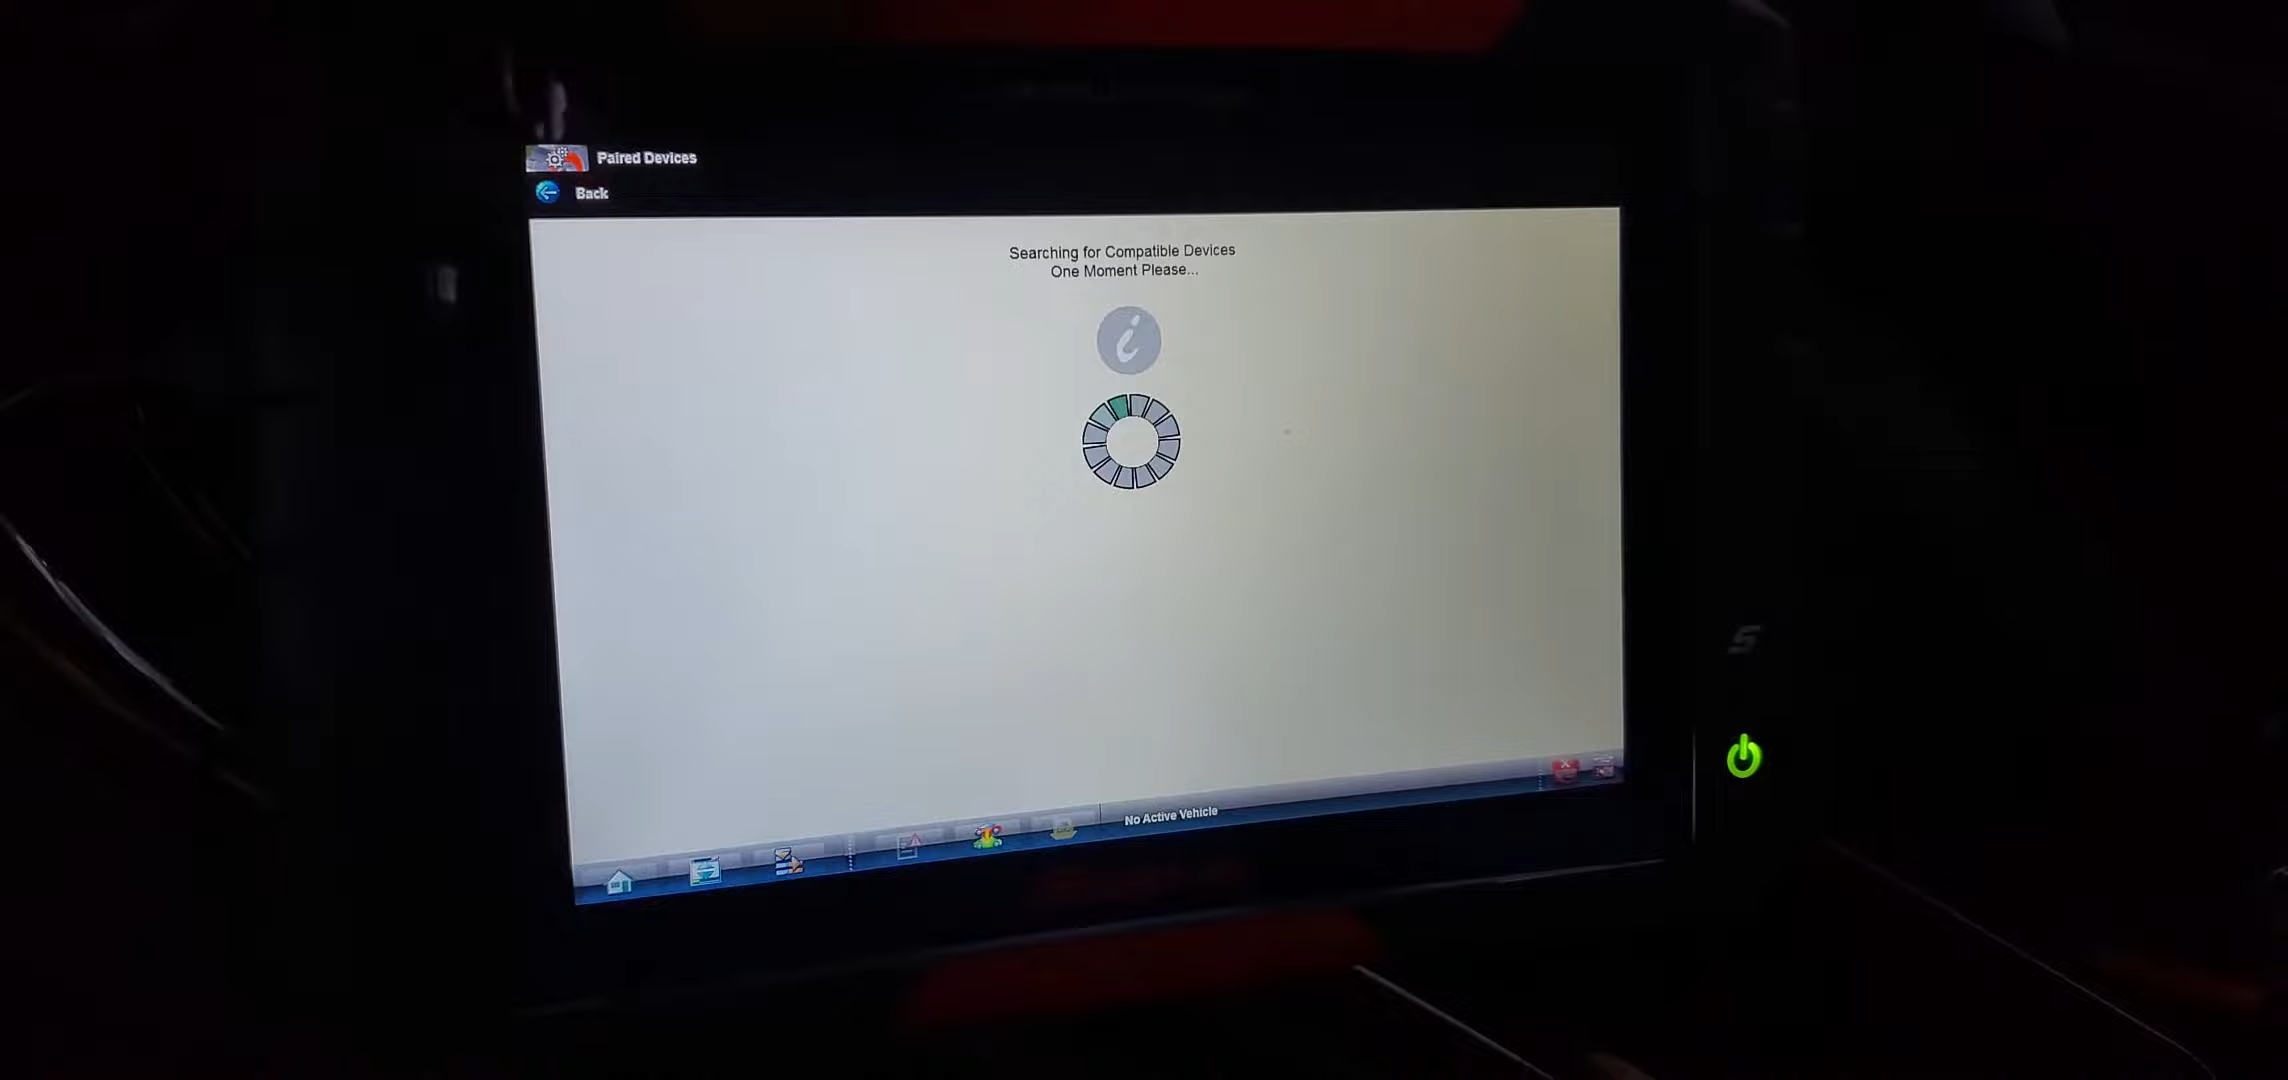 Paired Devices
Back
Searching for Compatible Devices
One Moment Please...
No Active Vehicle